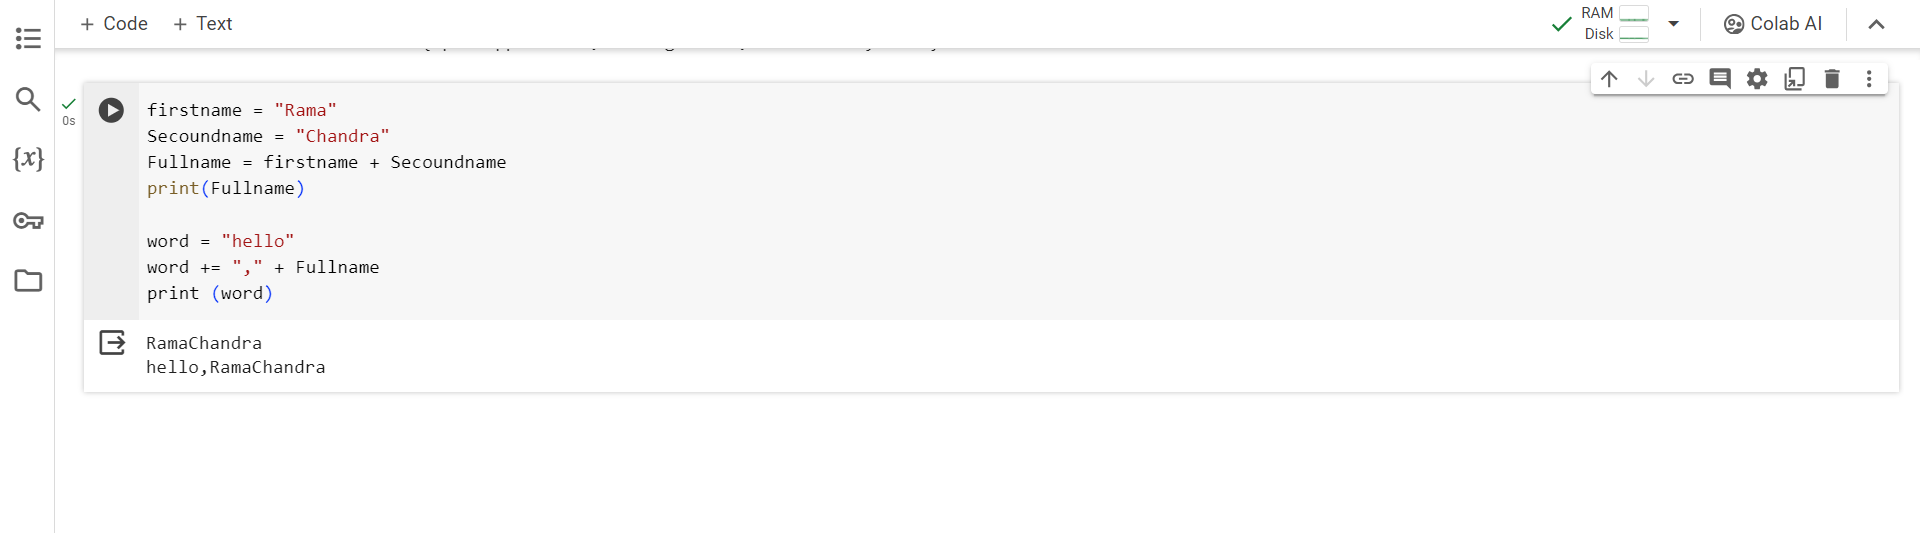 + Code + Text
RAM
Disk
Colab AI
0s
firstname = "Rama"
Secoundname = "Chandra"
Fullname = firstname + Secoundname
print(Fullname)
word = "hello"
word += "," + Fullname
print (word)
RamaChandra
hello,RamaChandra
{x}